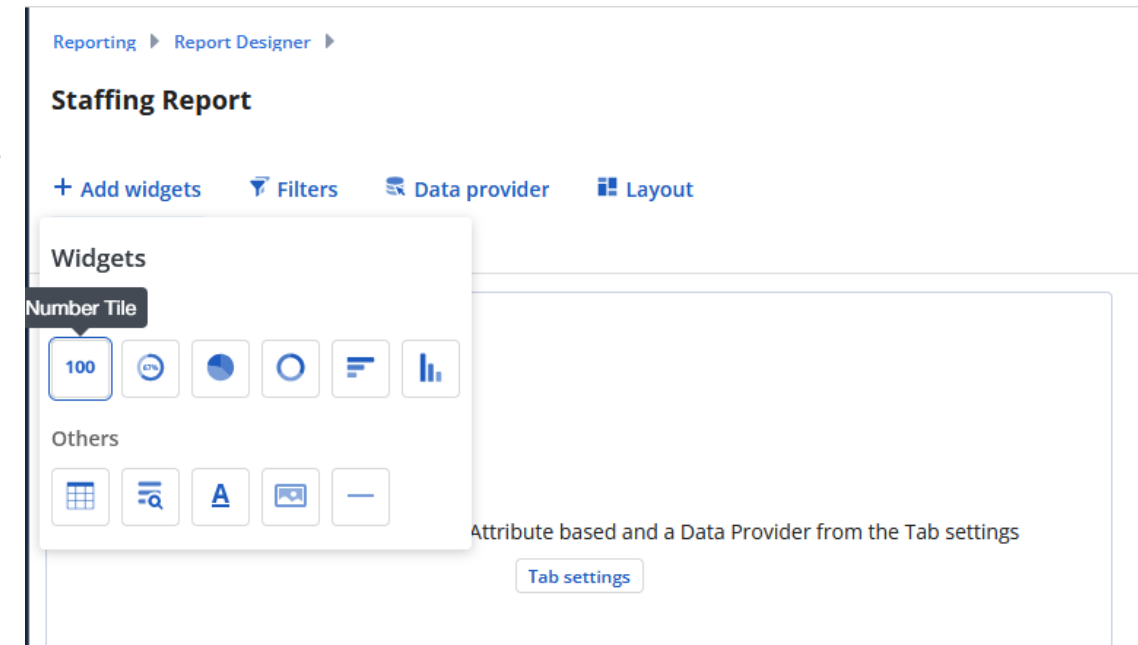 Reporting Report Designer
Staffing Report
Add widgets Filters Data provider Layout
Widgets
Number Tile
100 67%
Others
A
Attribute based and a Data Provider from the Tab settings
Tab settings